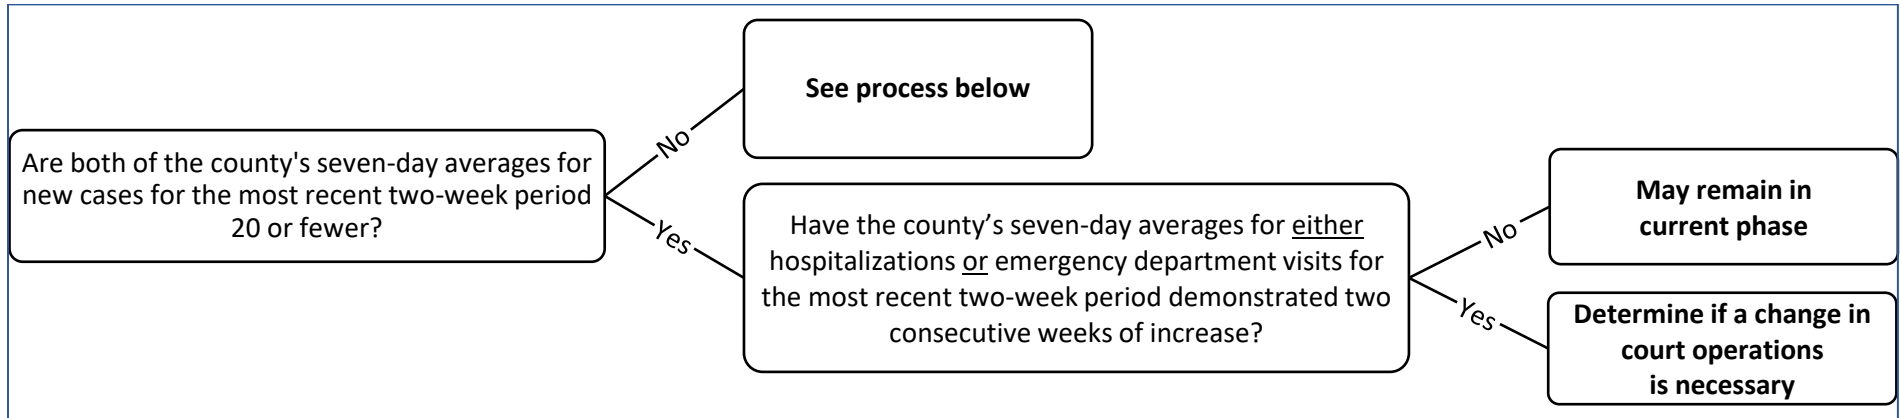 Are both of the county's seven-day averages for
new cases for the most recent two-week period
20 or fewer?
No
See process below
Yes
Have the county’s seven-day averages for either
hospitalizations or emergency department visits for
the most recent two-week period demonstrated two
consecutive weeks of increase?
No
May remain in
current phase
Yes
Determine if a change in
court operations
is necessary